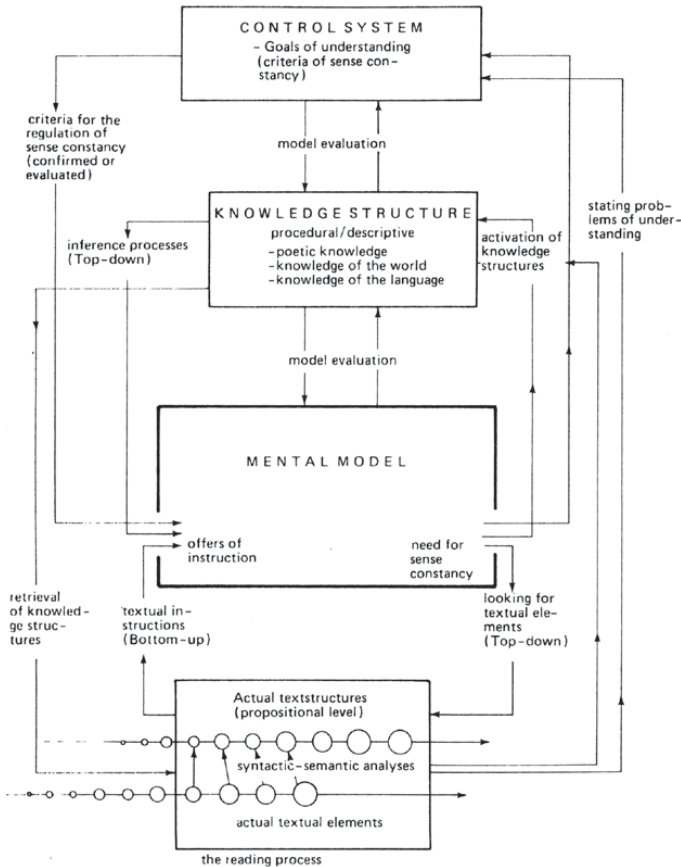 CONTROL SYSTEM
– Goals of understanding
(criteria of sense con-
stancy)
criteria for the
regulation of
sense constancy
(confirmed or
evaluated)
model evaluation
KNOWLEDGE STRUCTURE
procedural/descriptive
–poetic knowledge
–knowledge of the world
–knowledge of the language
inference processes
(Top-down)
activation of
knowledge
structures
stating prob-
lems of under-
standing
model evaluation
MENTAL MODEL
offers of
instruction
need for
sense
constancy
retrieval
of knowled-
ge struc-
tures
textual in-
structions
(Bottom-up)
looking for
textual ele-
ments
(Top-down)
Actual textstructures
(propositional level)
syntactic-semantic analyses
actual textual elements
the reading process